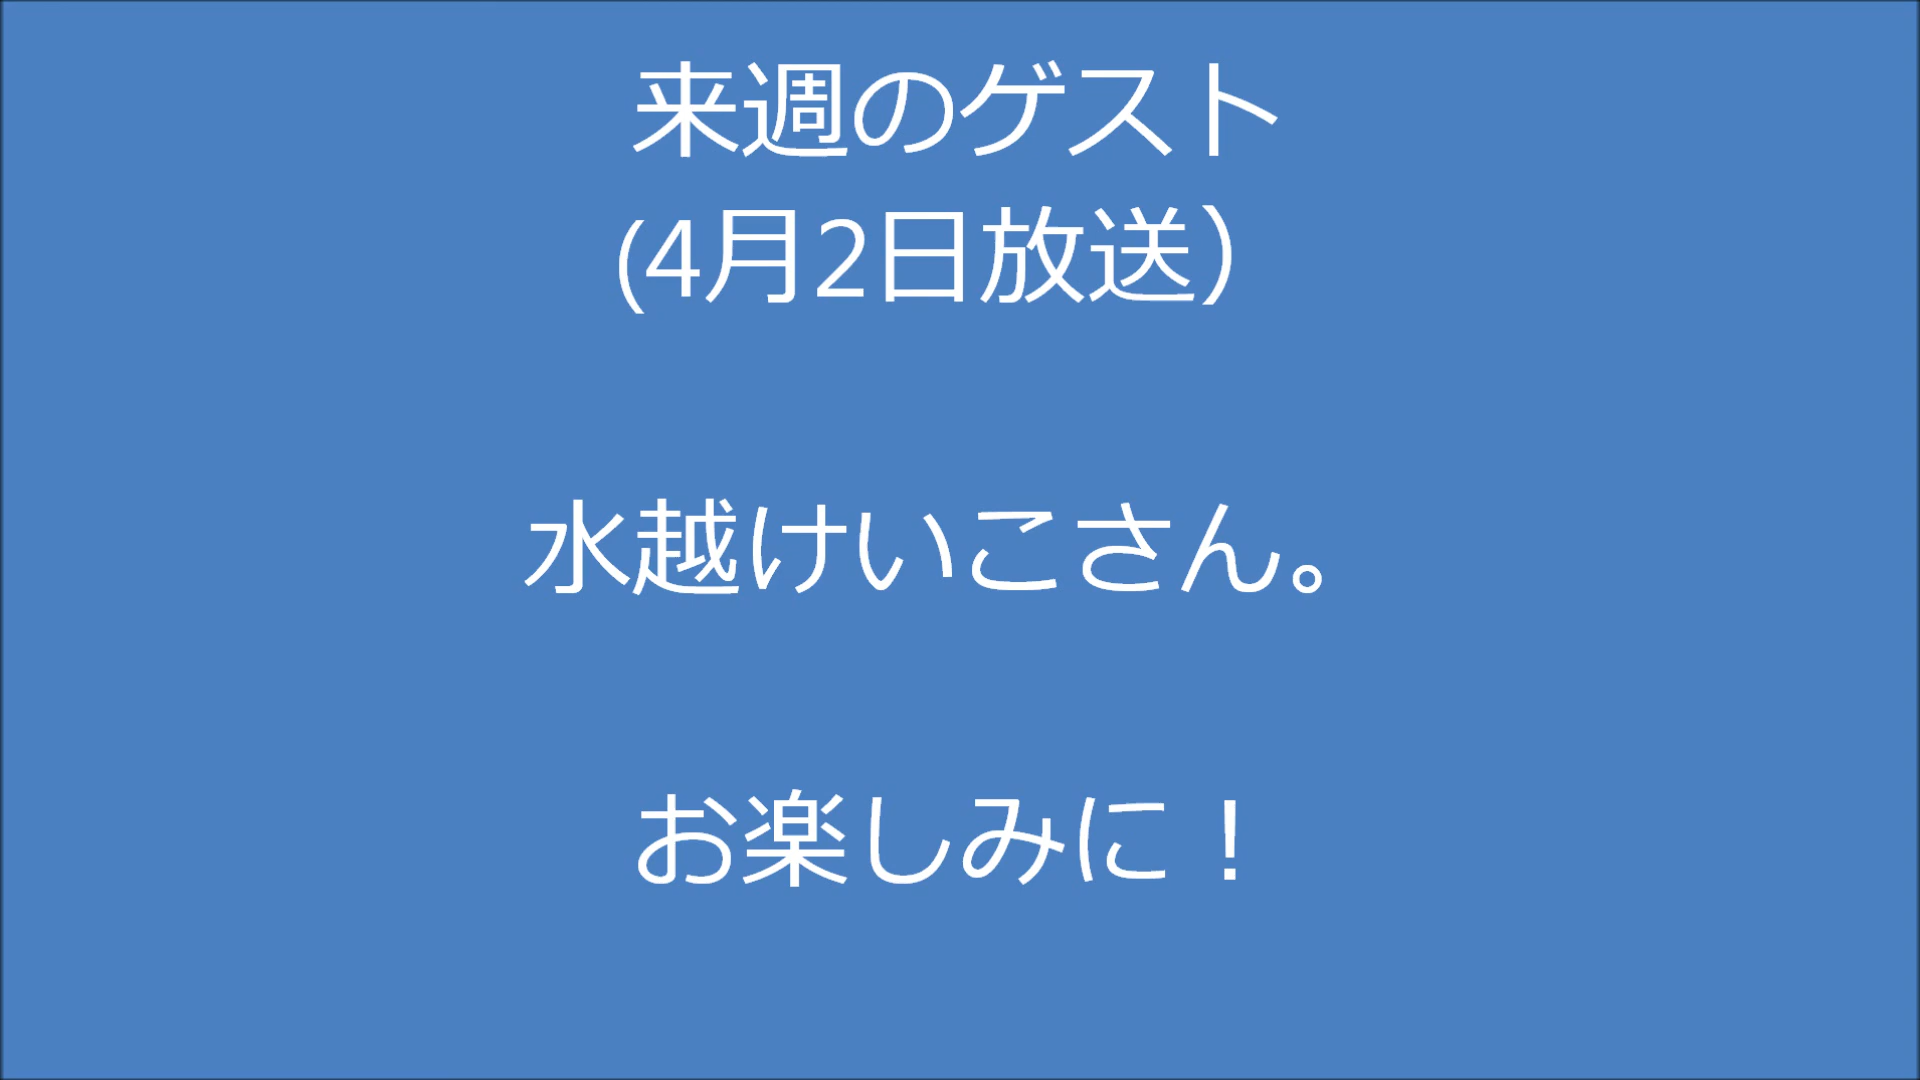 来週のゲスト
(4月2日放送）
水越けいこさん。
お楽しみに！